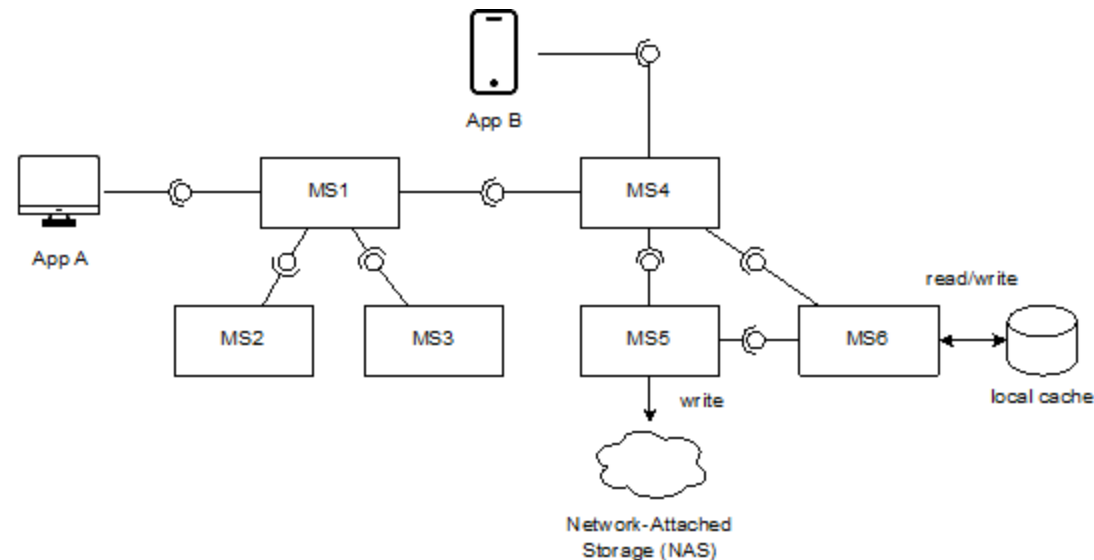 App B
MS1
MS4
App A
read/write
MS2
MS3
MS5
MS6
local cache
write
Network-Attached
Storage (NAS)